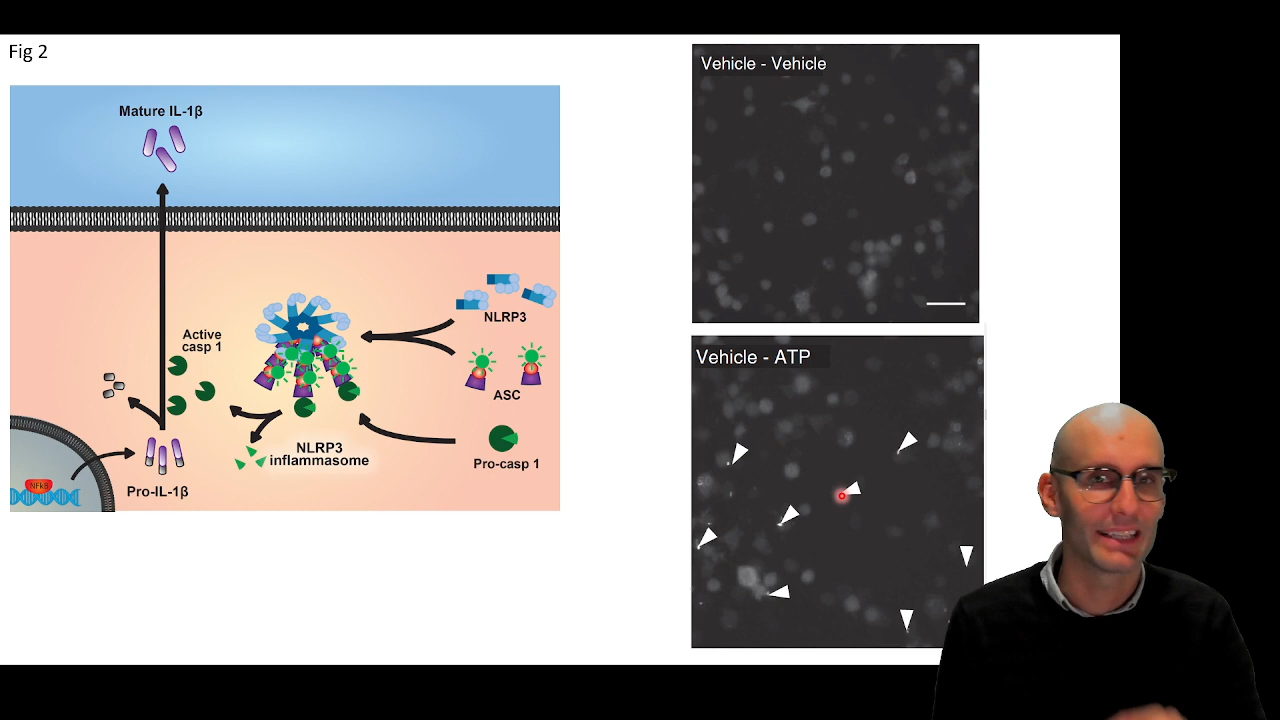 Fig 2
Mature IL-1β
Active
casp 1
NLRP3
ASC
NLRP3
inflammasome
Pro-casp 1
Pro-IL-1β
NFkB
Vehicle - Vehicle
Vehicle - ATP